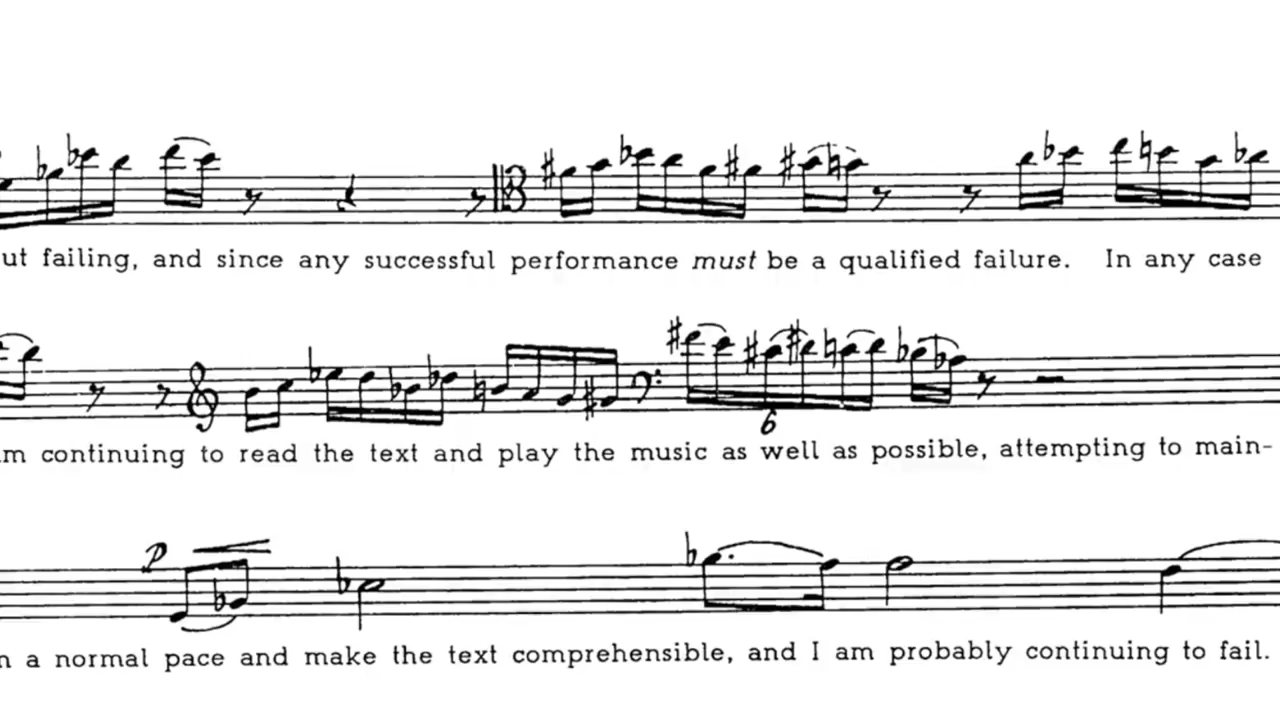 ut failing, and since any successful performance must be a qualified failure. In any case
p
m continuing to read the text and play the music as well as possible, attempting to main-
6
n a normal pace and make the text comprehensible, and I am probably continuing to fail.